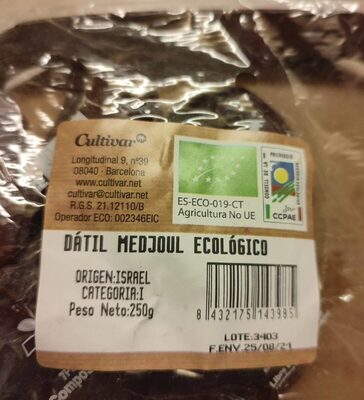 Cultivar
Longitudinal 9, nº39
08040 - Barcelona
www.cultivar.net
cultivar@cultivar.net
R.G.S. 21.12110/B
Operador ECO: 002346EIC
ES-ECO-019-CT
Agricultura No UE
CCPAE
DÁTIL MEDJOUL ECOLÓGICO
ORIGEN:ISRAEL
CATEGORIA:I
Peso Neto:250g
8 432175 143985
LOTE:3403
F.ENV.25/08/21